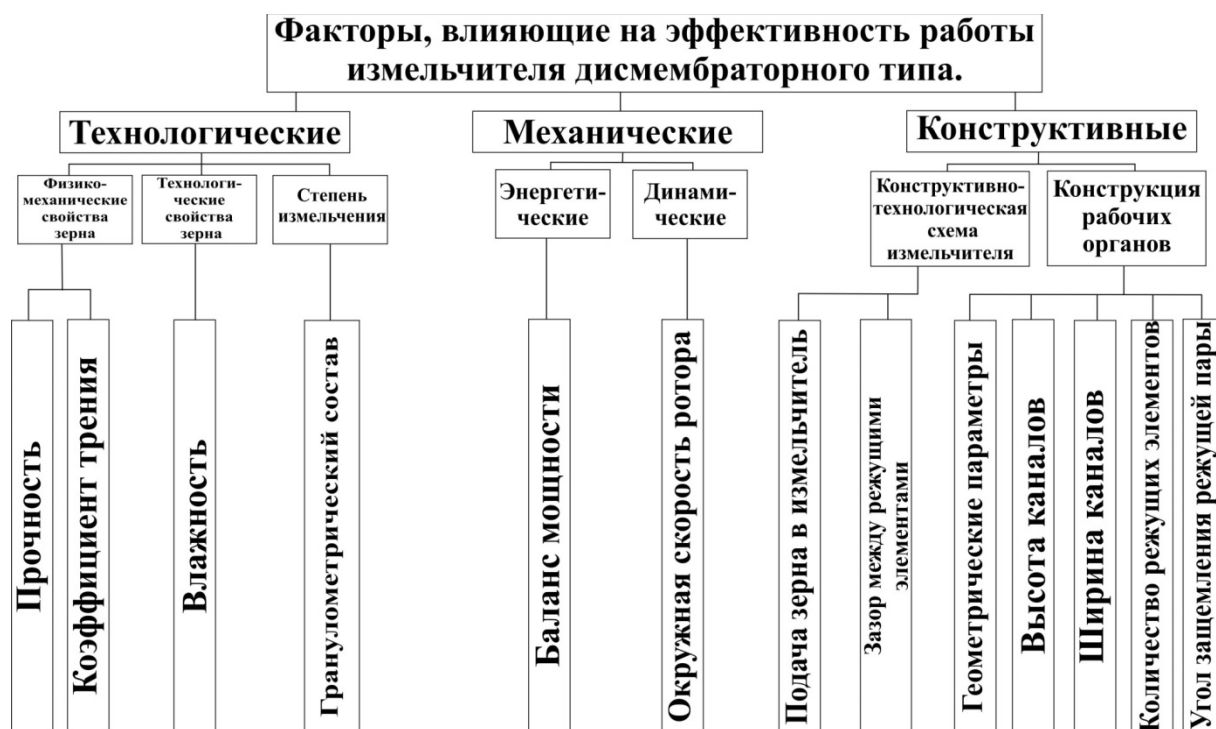 Факторы, влияющие на эффективность работы
измельчителя дисмембраторного типа.
Технологические
Механические
Конструктивные
Физико-
механические
свойства
зерна
Технологи-
ческие
свойства
зерна
Степень
измельчения
Энергети-
ческие
Динами-
ческие
Конструктивно-
технологическая
схема
измельчителя
Конструкция
рабочих
органов
Прочность
Коэффициент трения
Влажность
Гранулометрический состав
Баланс мощности
Окружная скорость ротора
Подача зерна в измельчитель
Зазор между режущими
элементами
Геометрические параметры
Высота каналов
Ширина каналов
Количество режущих элементов
Угол защемления режущей пары